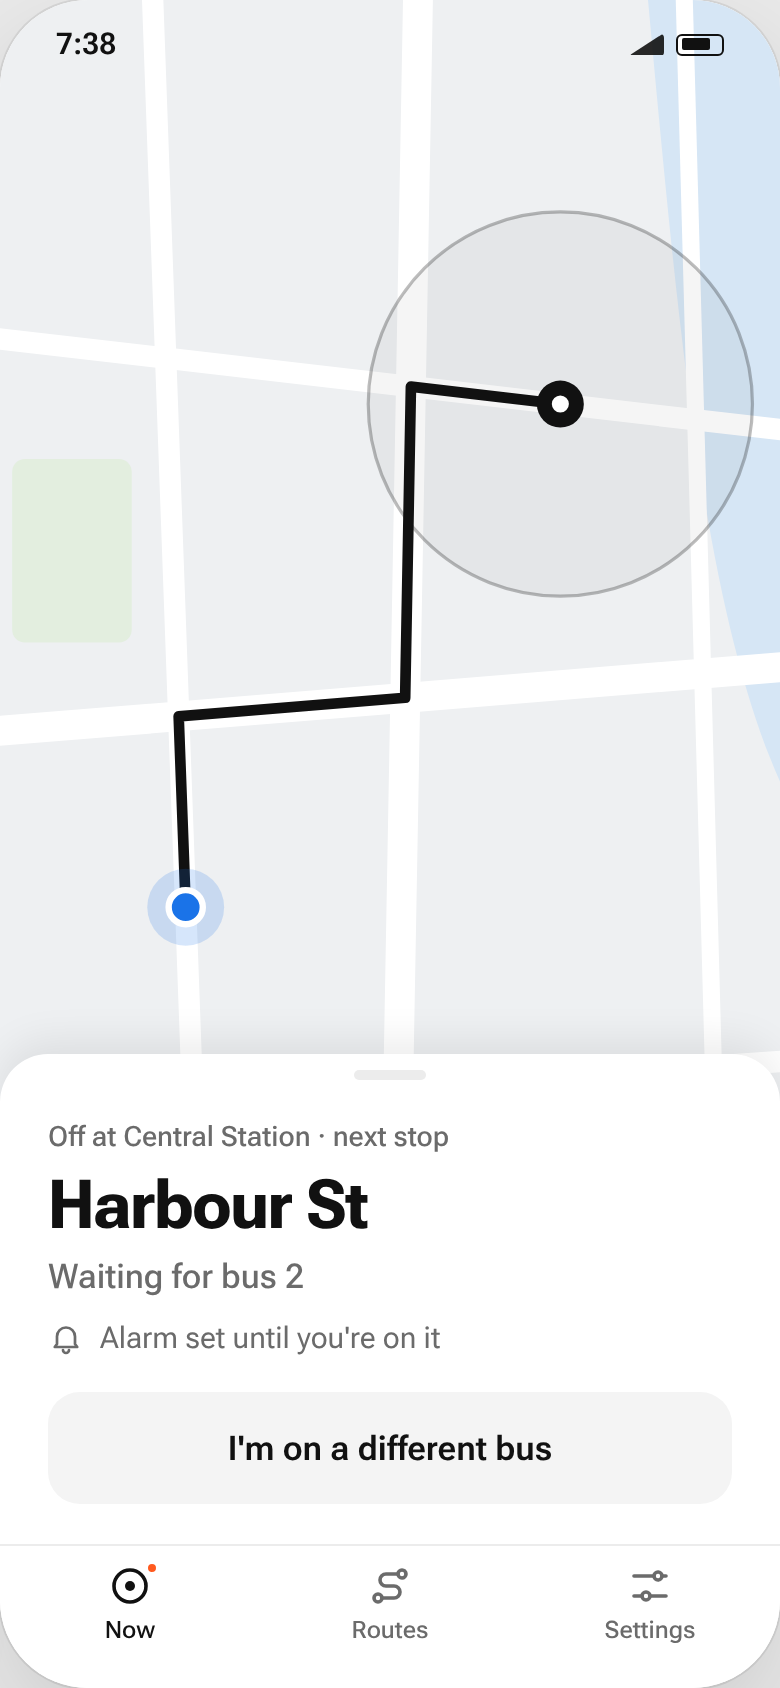 7:38
Off at Central Station · next stop
Harbour St
Waiting for bus 2
Alarm set until you're on it
I'm on a different bus
Now
Routes
Settings